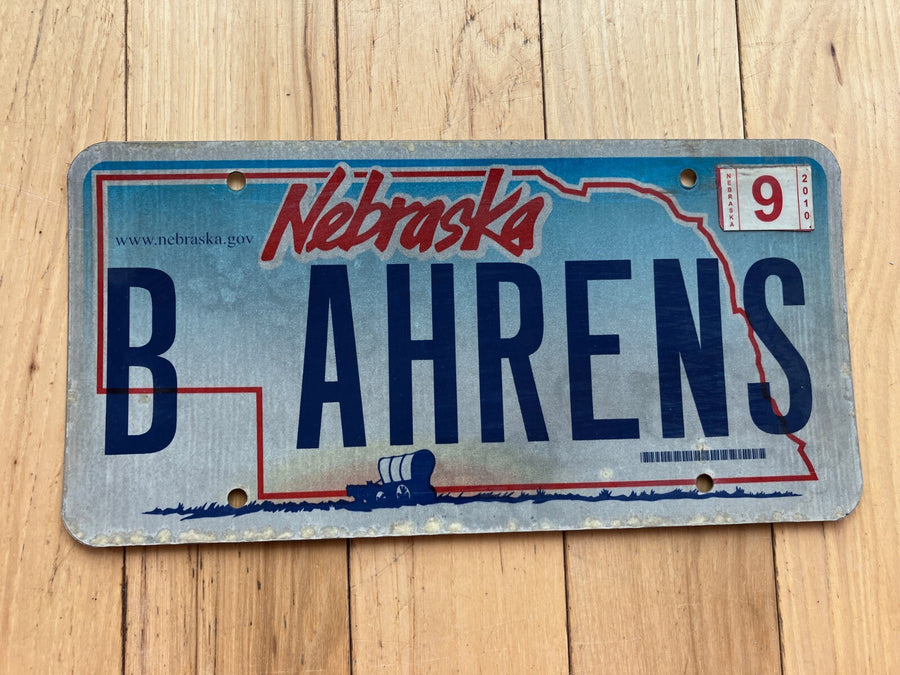 Nebraska
www.nebraska.gov
NEBRASKA
9
2010
B AHRENS